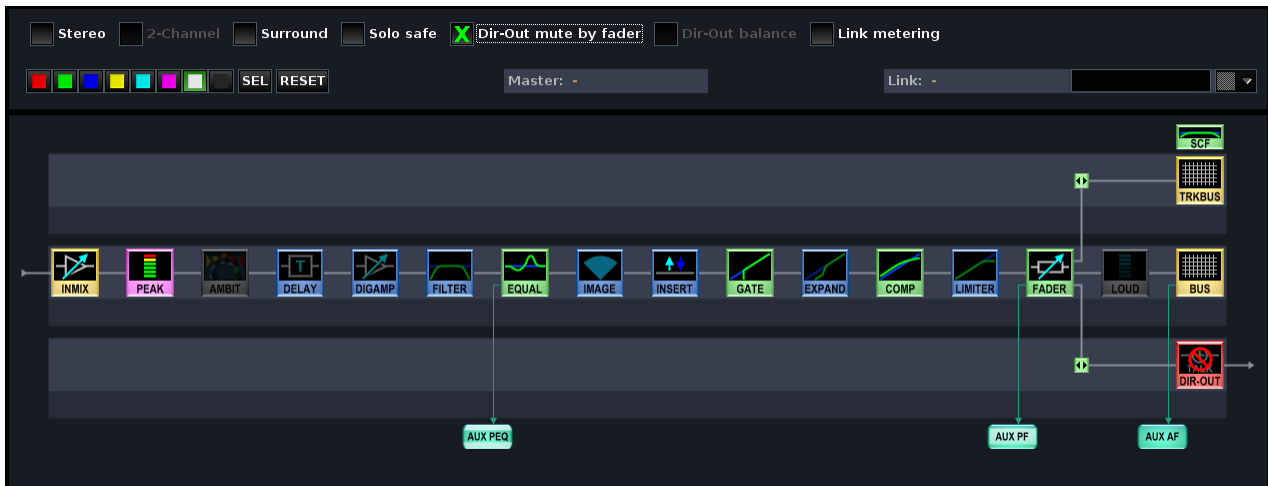 Stereo 2-Channel Surround Solo safe X Dir-Out mute by fader Dir-Out balance Link metering
SEL RESET Master: - Link: -
SCF
TRKBUS
T
INMIX PEAK AMBIT DELAY DIGAMP FILTER EQUAL IMAGE INSERT GATE EXPAND COMP LIMITER FADER LOUD BUS
DIR-OUT
AUX PEQ AUX PF AUX AF